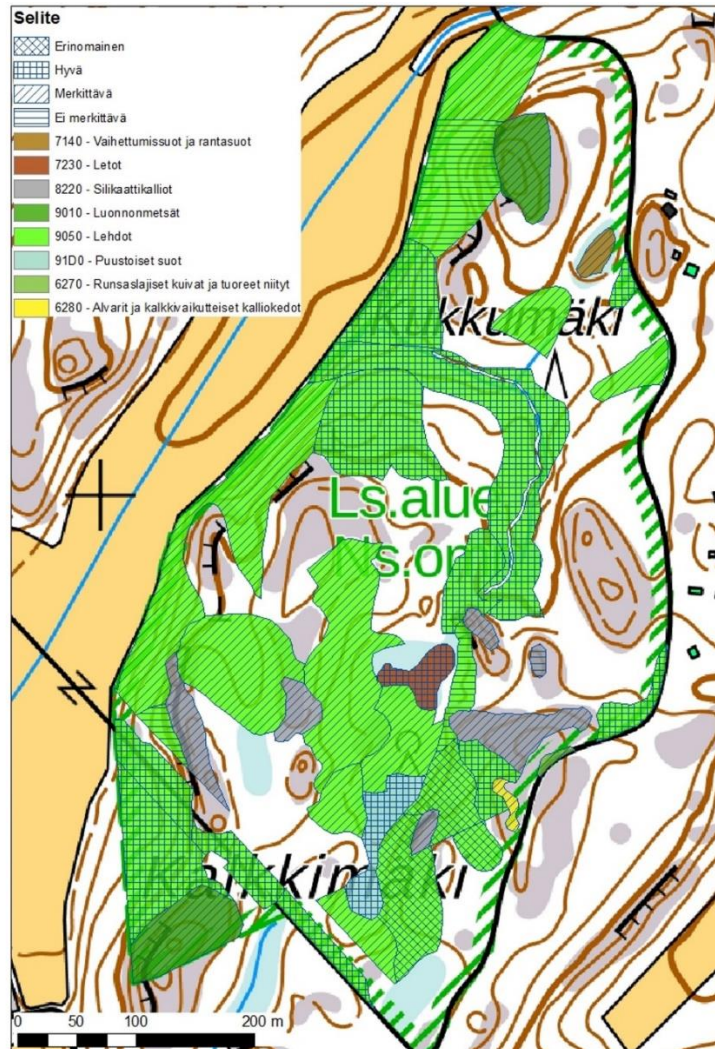 Selite
Erinomainen
Hyvä
Merkittävä
Ei merkittävä
7140 - Vaihettumissuot ja rantasuot
7230 - Letot
8220 - Silikaattikalliot
9010 - Luonnonmetsät
9050 - Lehdot
91D0 - Puustoiset suot
6270 - Runsaslajiset kuivat ja tuoreet niityt
6280 - Alvarit ja kalkkivaikutteiset kalliokedot
Kukkumäki
Ls.alue
Ns.om
Kalkkimäki
0 50 100 200 m